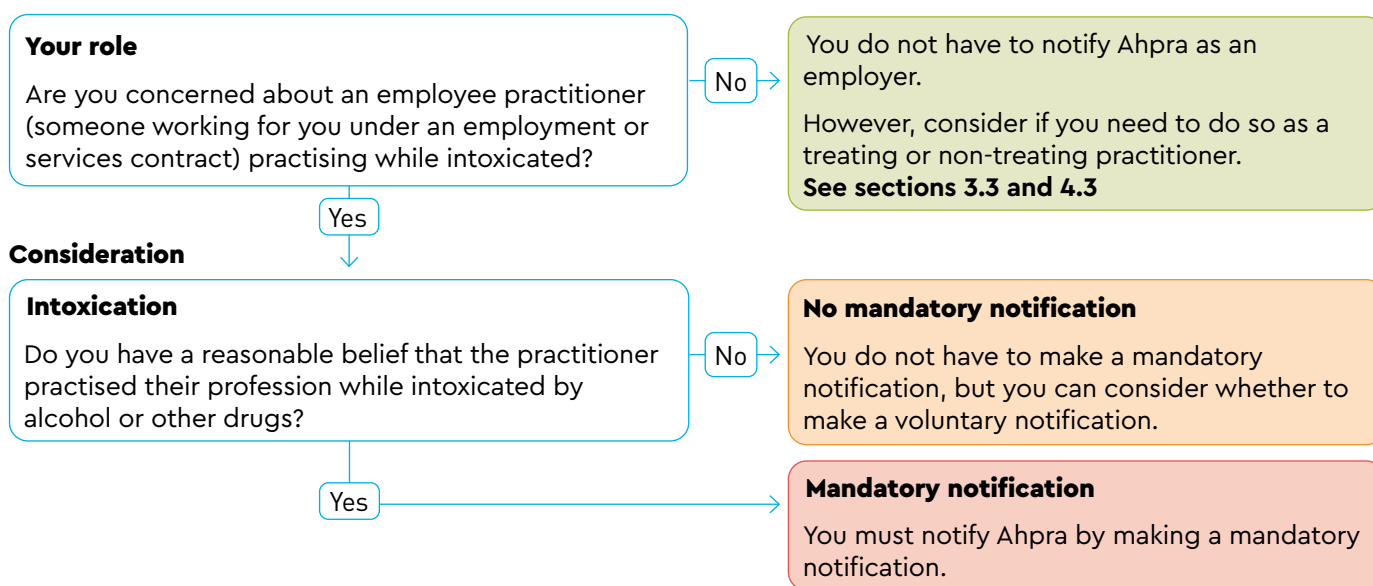 Your role
Are you concerned about an employee practitioner
(someone working for you under an employment or
services contract) practising while intoxicated?
No
You do not have to notify Ahpra as an
employer.
However, consider if you need to do so as a
treating or non-treating practitioner.
See sections 3.3 and 4.3
Yes
Consideration
Intoxication
Do you have a reasonable belief that the practitioner
practised their profession while intoxicated by
alcohol or other drugs?
No
No mandatory notification
You do not have to make a mandatory
notification, but you can consider whether to
make a voluntary notification.
Yes
Mandatory notification
You must notify Ahpra by making a mandatory
notification.